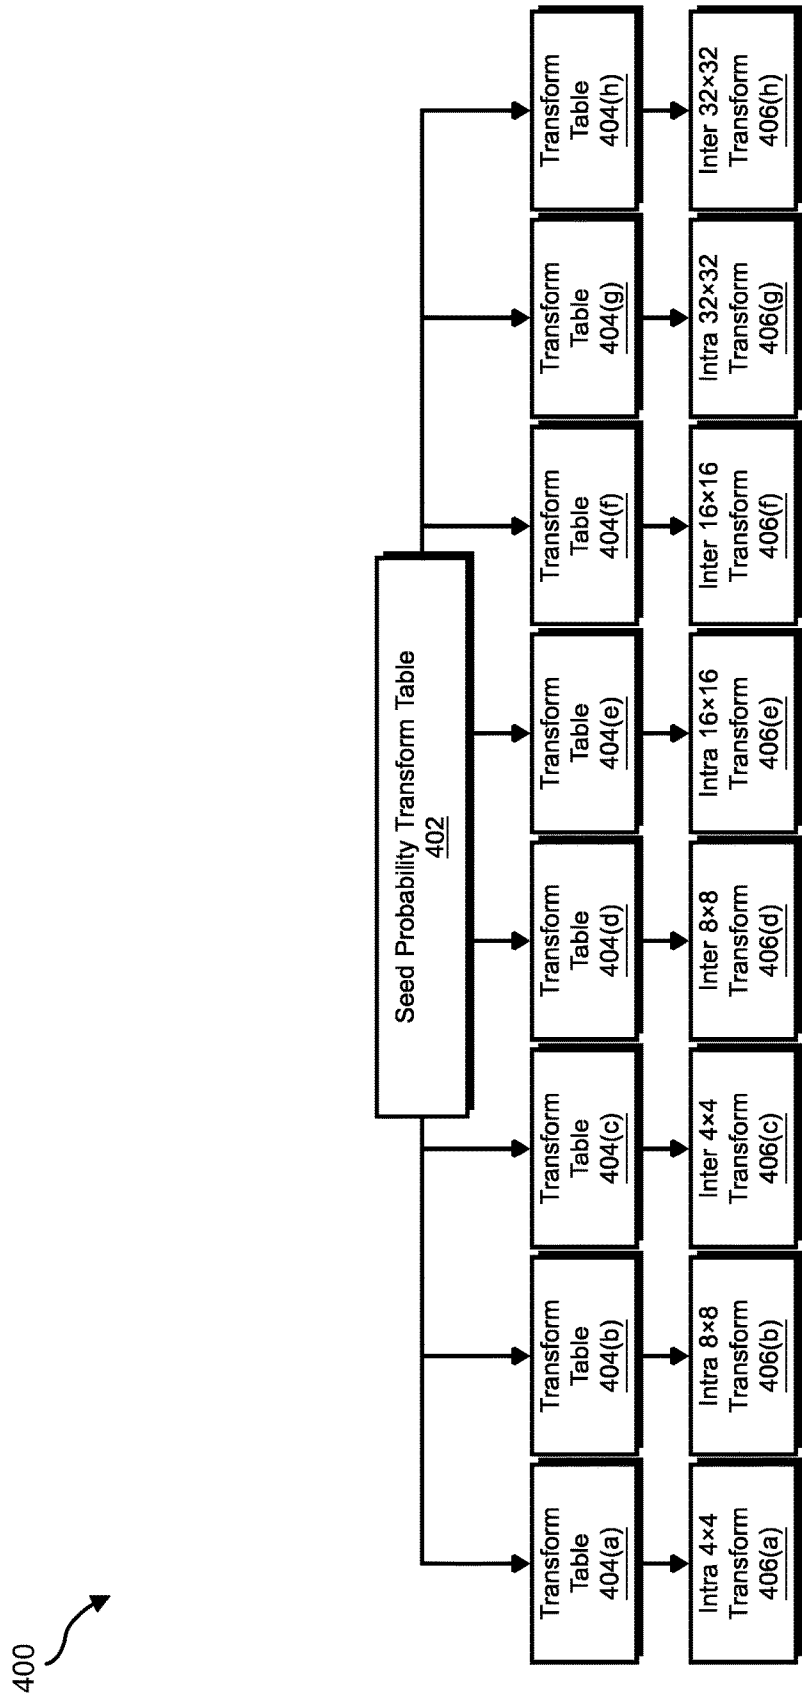 400
Seed Probability Transform Table
402
Transform
Table
404(a)
Transform
Table
404(b)
Transform
Table
404(c)
Transform
Table
404(d)
Transform
Table
404(e)
Transform
Table
404(f)
Transform
Table
404(g)
Transform
Table
404(h)
Intra 4×4
Transform
406(a)
Intra 8×8
Transform
406(b)
Inter 4×4
Transform
406(c)
Inter 8×8
Transform
406(d)
Intra 16×16
Transform
406(e)
Inter 16×16
Transform
406(f)
Intra 32×32
Transform
406(g)
Inter 32×32
Transform
406(h)